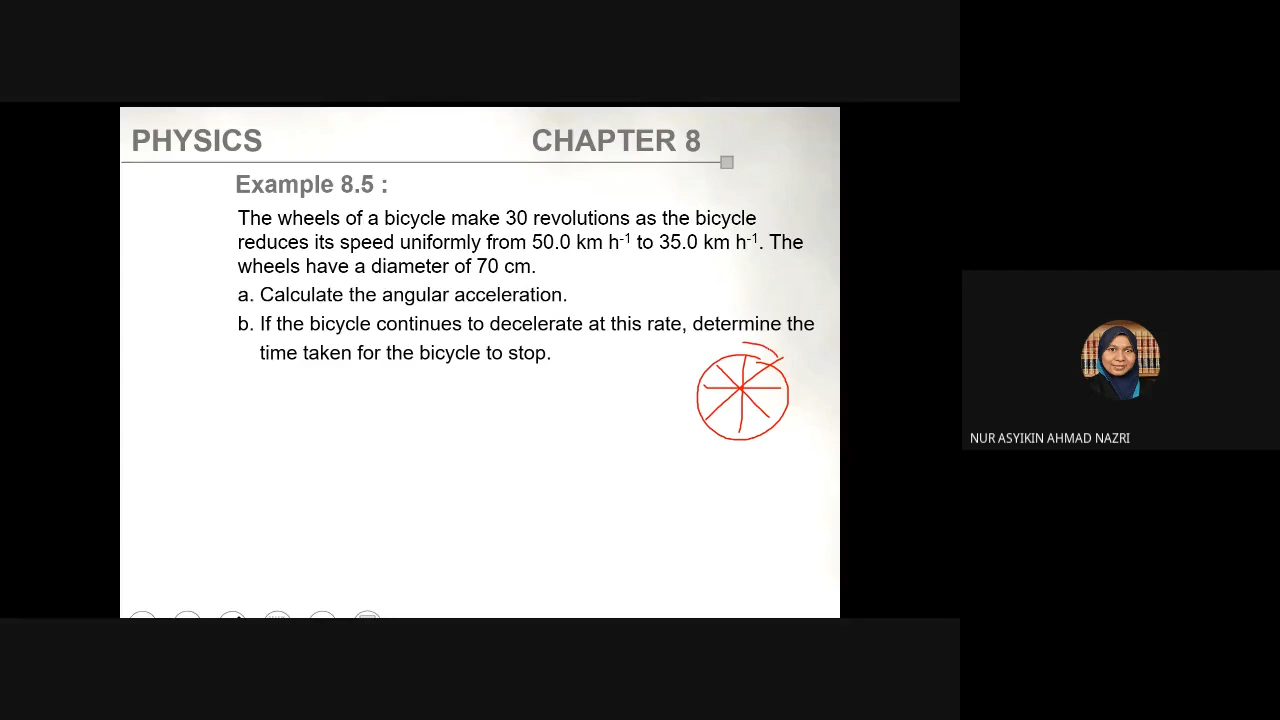 PHYSICS CHAPTER 8
Example 8.5 :
The wheels of a bicycle make 30 revolutions as the bicycle
reduces its speed uniformly from 50.0 km h⁻¹ to 35.0 km h⁻¹. The
wheels have a diameter of 70 cm.
a. Calculate the angular acceleration.
b. If the bicycle continues to decelerate at this rate, determine the
time taken for the bicycle to stop.
NUR ASYIKIN AHMAD NAZRI